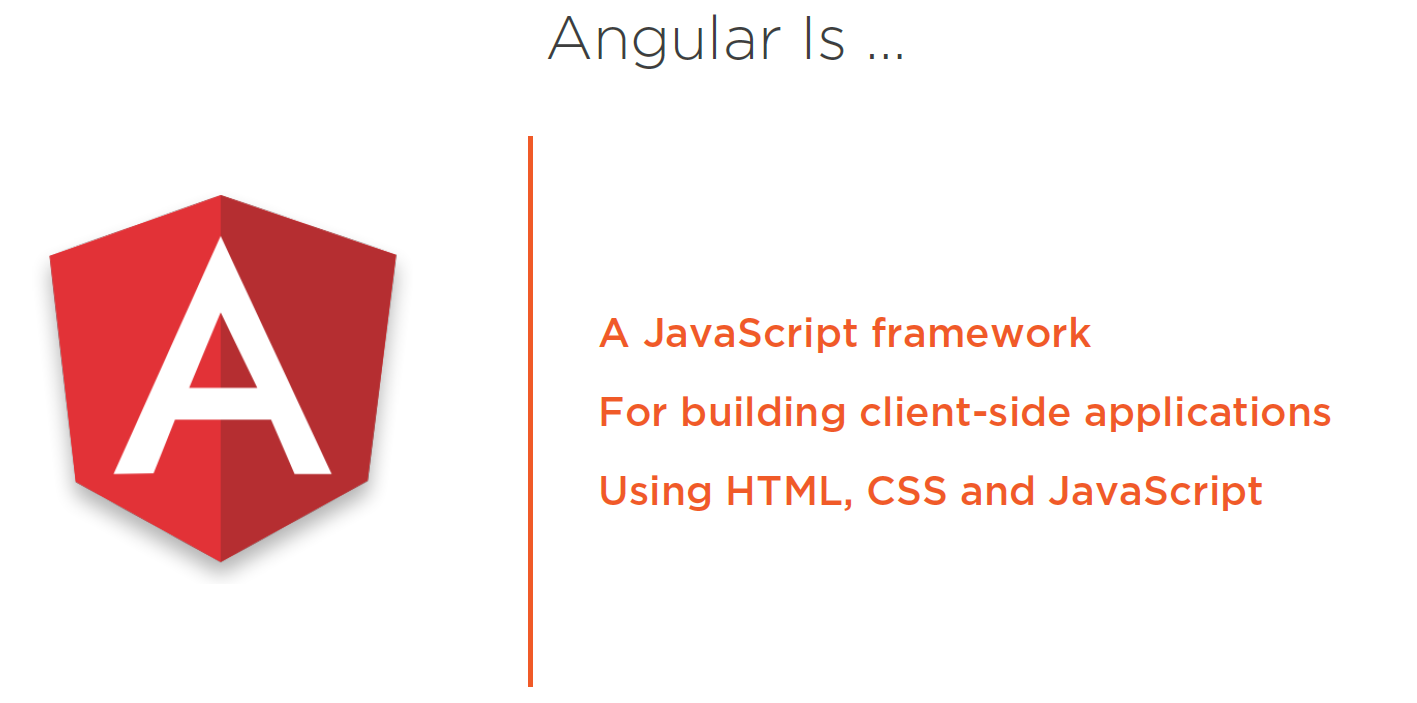 Angular Is ...
A JavaScript framework
For building client-side applications
Using HTML, CSS and JavaScript